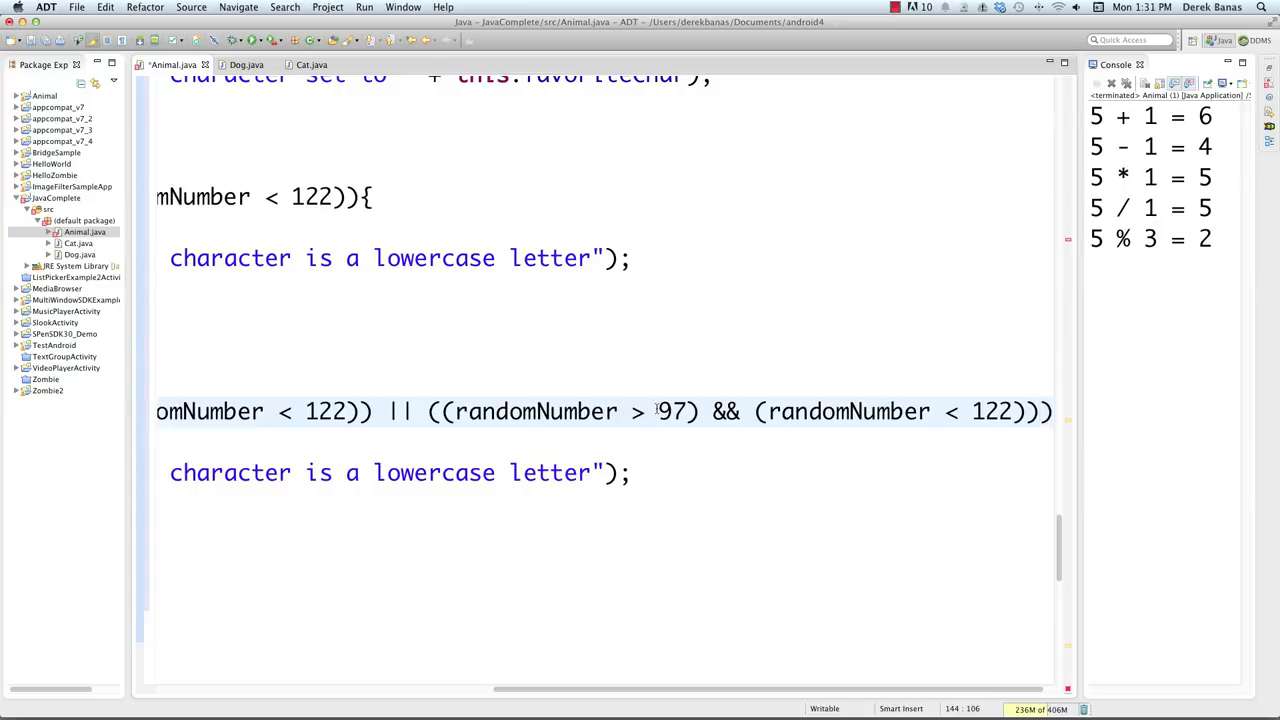 ADT File Edit Refactor Source Navigate Search Project Run Window Help
10 Mon 1:31 PM Derek Banas
Java – JavaComplete/src/Animal.java – ADT – /Users/derekbanas/Documents/android4
Quick Access Java DDMS
Package Exp
*Animal.java Dog.java Cat.java
Console
Animal
appcompat_v7
appcompat_v7_2
appcompat_v7_3
appcompat_v7_4
BridgeSample
HelloWorld
HelloZombie
ImageFilterSampleApp
JavaComplete
src
(default package)
Animal.java
Cat.java
Dog.java
JRE System Library [Ja
ListPickerExample2Activi
MediaBrowser
MultiWindowSDKExample
MusicPlayerActivity
SlookActivity
SPenSDK30_Demo
TestAndroid
TextGroupActivity
VideoPlayerActivity
Zombie
Zombie2
character set to " + this.favoriteChar);
mNumber < 122)){
character is a lowercase letter");
omNumber < 122)) || ((randomNumber > 97) && (randomNumber < 122)))
character is a lowercase letter");
<terminated> Animal (1) [Java Application] /S
5 + 1 = 6
5 - 1 = 4
5 * 1 = 5
5 / 1 = 5
5 % 3 = 2
Writable Smart Insert 144 : 106 236M of 406M